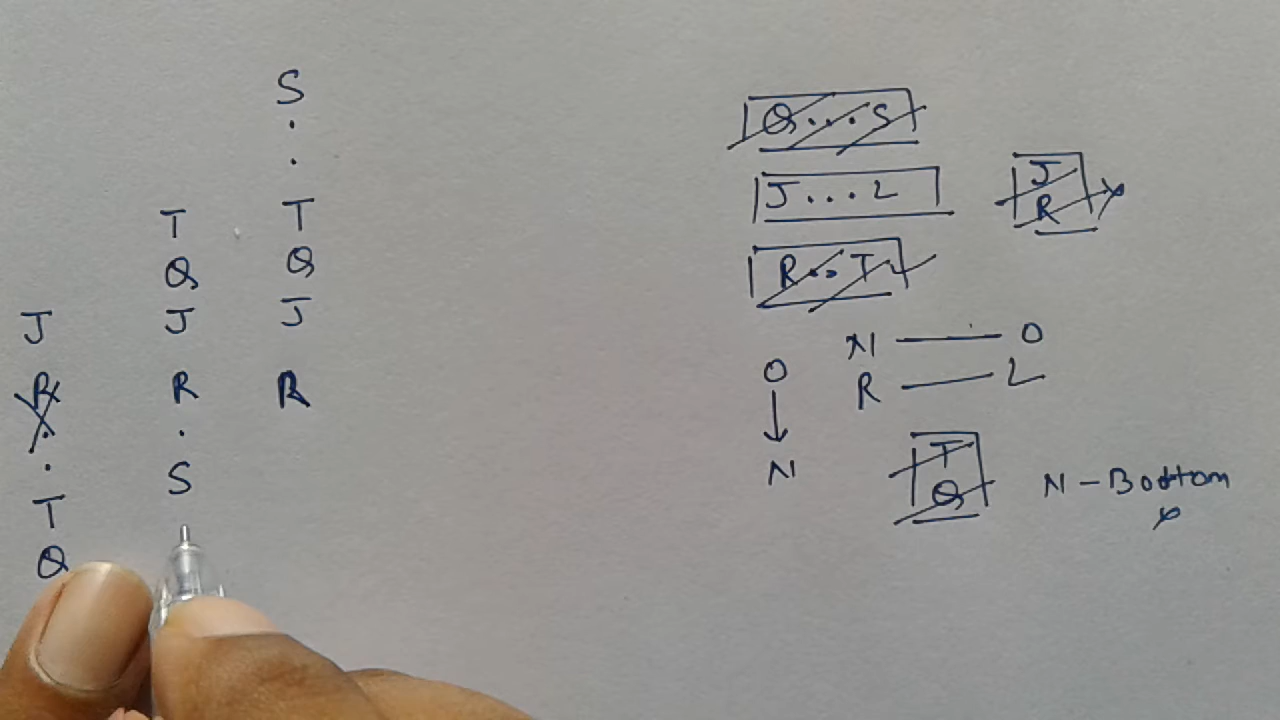 S
.
.
T
Q
J
R
T
Q
J
R
.
S
J
R
.
.
T
Q
Q...S
J...L
R..T
J
R
N — O
R — L
O
↓
N
T
Q
N - Bottom